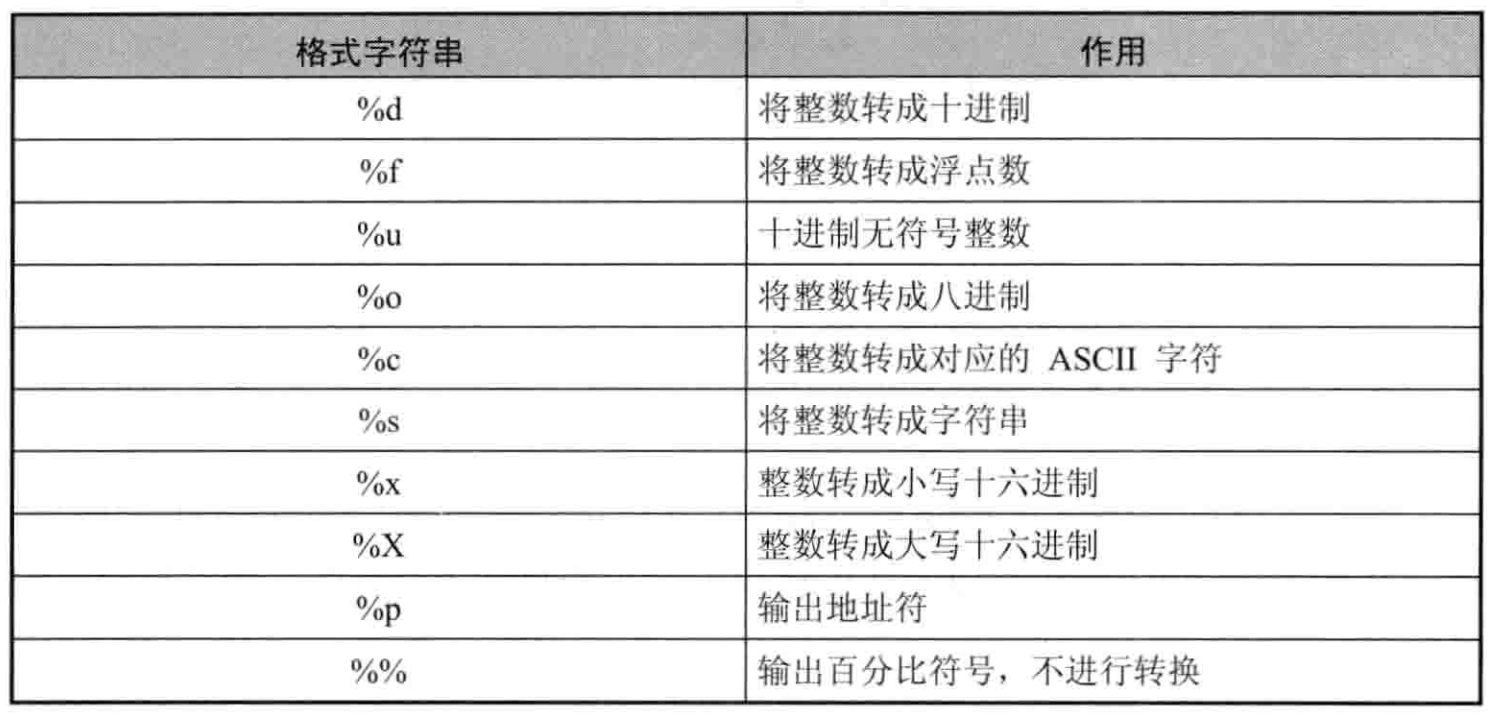 格式字符串 作用
%d 将整数转成十进制
%f 将整数转成浮点数
%u 十进制无符号整数
%o 将整数转成八进制
%c 将整数转成对应的 ASCII 字符
%s 将整数转成字符串
%x 整数转成小写十六进制
%X 整数转成大写十六进制
%p 输出地址符
%% 输出百分比符号，不进行转换